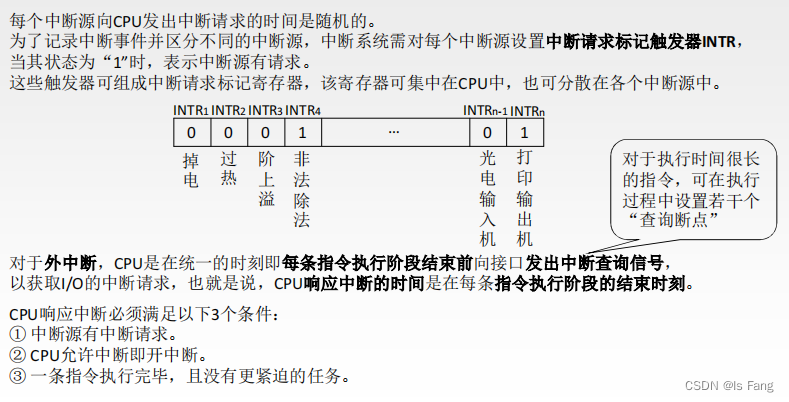 每个中断源向CPU发出中断请求的时间是随机的。
为了记录中断事件并区分不同的中断源，中断系统需对每个中断源设置中断请求标记触发器INTR，
当其状态为“1”时，表示中断源有请求。
这些触发器可组成中断请求标记寄存器，该寄存器可集中在CPU中，也可分散在各个中断源中。
INTR1 INTR2 INTR3 INTR4 INTRn-1 INTRn
0 0 0 1 ... 0 1
掉电
过热
阶上溢
非法除法
光电输入机
打印输出机
对于执行时间很长
的指令，可在执行
过程中设置若干个
“查询断点”
对于外中断，CPU是在统一的时刻即每条指令执行阶段结束前向接口发出中断查询信号，
以获取I/O的中断请求，也就是说，CPU响应中断的时间是在每条指令执行阶段的结束时刻。
CPU响应中断必须满足以下3个条件：
① 中断源有中断请求。
② CPU允许中断即开中断。
③ 一条指令执行完毕，且没有更紧迫的任务。
CSDN @ls Fang